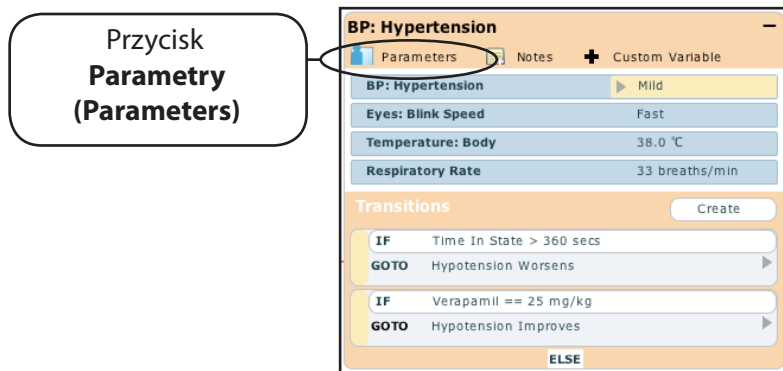 Przycisk
Parametry
(Parameters)
BP: Hypertension –
Parameters Notes + Custom Variable
BP: Hypertension Mild
Eyes: Blink Speed Fast
Temperature: Body 38.0 ℃
Respiratory Rate 33 breaths/min
Transitions Create
IF Time In State > 360 secs
GOTO Hypotension Worsens
IF Verapamil == 25 mg/kg
GOTO Hypotension Improves
ELSE